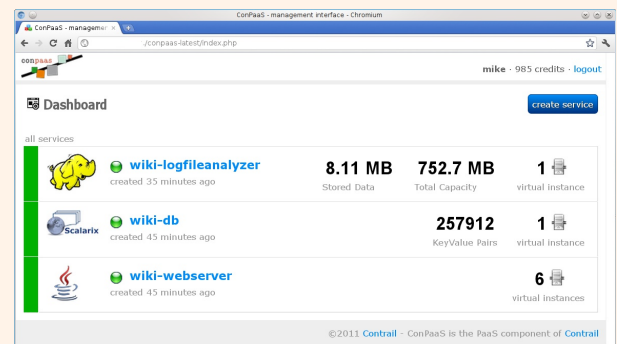 ConPaaS - management interface - Chromium
ConPaaS - managemer
./conpaas-latest/index.php
conpaas
mike · 985 credits · logout
Dashboard
create service
all services
wiki-logfileanalyzer
created 35 minutes ago
8.11 MB
Stored Data
752.7 MB
Total Capacity
1
virtual instance
Scalarix
wiki-db
created 45 minutes ago
257912
KeyValue Pairs
1
virtual instance
wiki-webserver
created 45 minutes ago
6
virtual instances
©2011 Contrail - ConPaaS is the PaaS component of Contrail